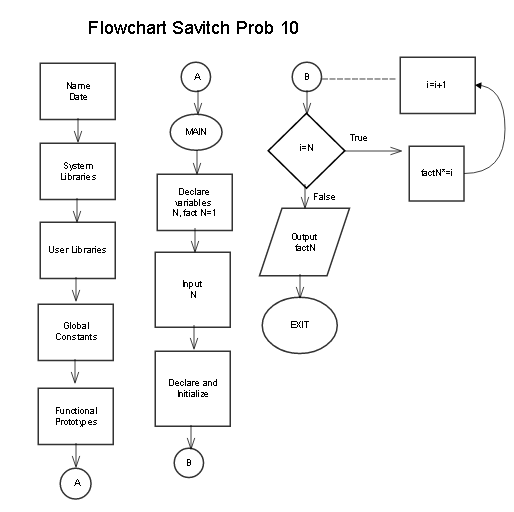 Flowchart Savitch Prob 10
Name
Date
System
Libraries
User Libraries
Global
Constants
Functional
Prototypes
A
A
MAIN
Declare
variables
N, fact N=1
Input
N
Declare and
Initialize
B
B
i=N
True
factN*=i
i=i+1
False
Output
factN
EXIT